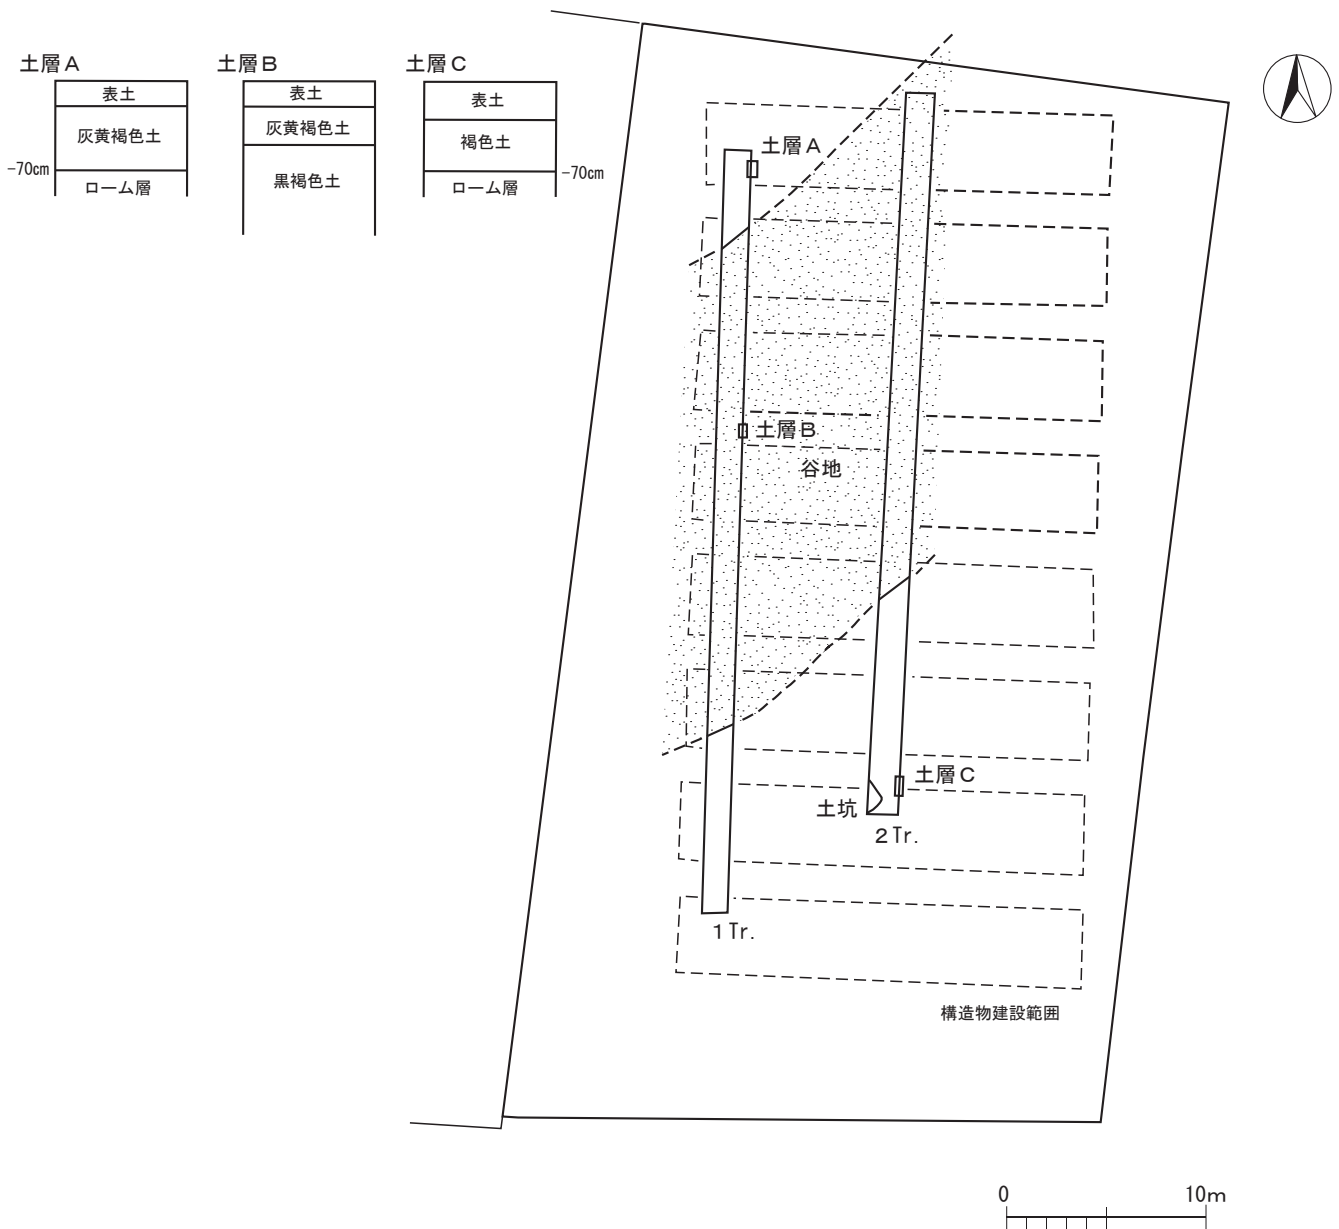 土層A
表土
灰黄褐色土
-70cm
ローム層
土層B
表土
灰黄褐色土
黒褐色土
土層C
表土
褐色土
-70cm
ローム層
土層A
土層B
谷地
土層C
土坑
2Tr.
1Tr.
構造物建設範囲
0 10m